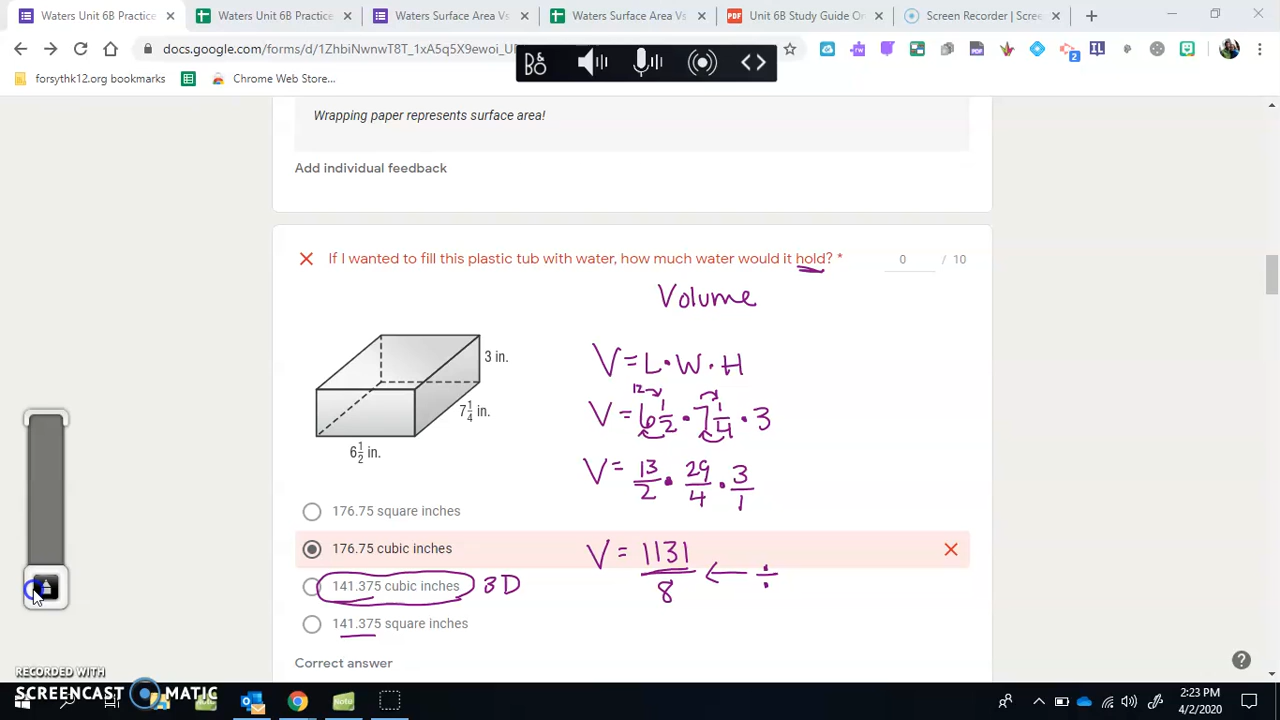 Waters Unit 6B Practice
Waters Unit 6B Practice
Waters Surface Area Vs
Waters Surface Area Vs
Unit 6B Study Guide On
Screen Recorder | Scree
docs.google.com/forms/d/1ZhbiNwnwT8T_1xA5q5X9ewoi_U
forsythk12.org bookmarks
Chrome Web Store...
Wrapping paper represents surface area!
Add individual feedback
If I wanted to fill this plastic tub with water, how much water would it hold? *
0 / 10
Volume
3 in.
7 1/4 in.
6 1/2 in.
V = L · W · H
12
V = 6 1/2 · 7 1/4 · 3
V = 13/2 · 29/4 · 3/1
V = 1131/8 ← ÷
176.75 square inches
176.75 cubic inches
141.375 cubic inches 3D
141.375 square inches
Correct answer
RECORDED WITH
SCREENCAST MATIC
2:23 PM
4/2/2020